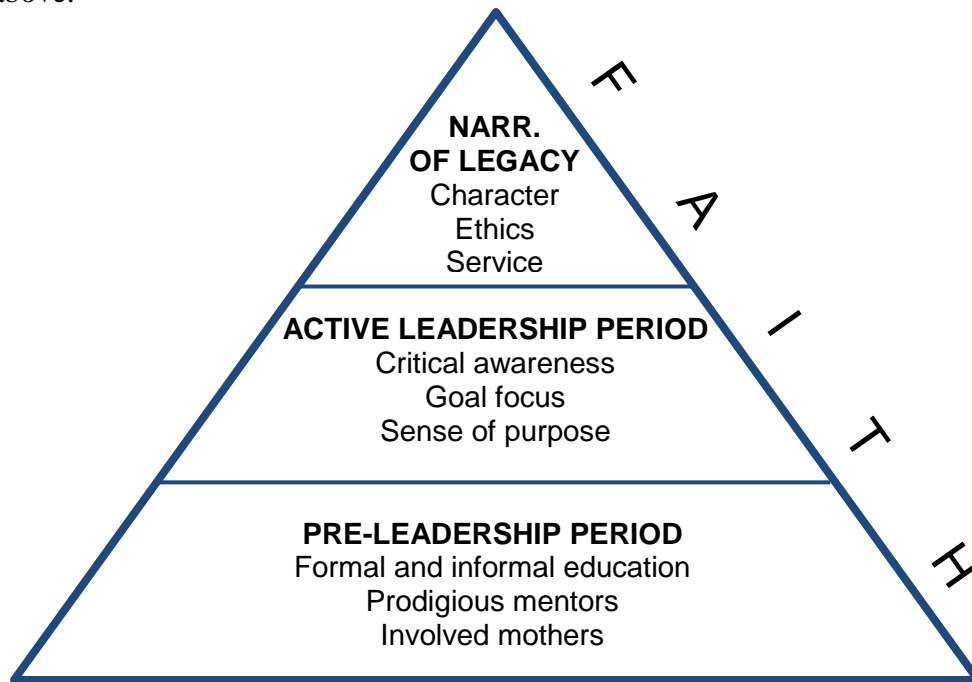 above.
NARR.
OF LEGACY
Character
Ethics
Service
ACTIVE LEADERSHIP PERIOD
Critical awareness
Goal focus
Sense of purpose
PRE-LEADERSHIP PERIOD
Formal and informal education
Prodigious mentors
Involved mothers
F A I T H